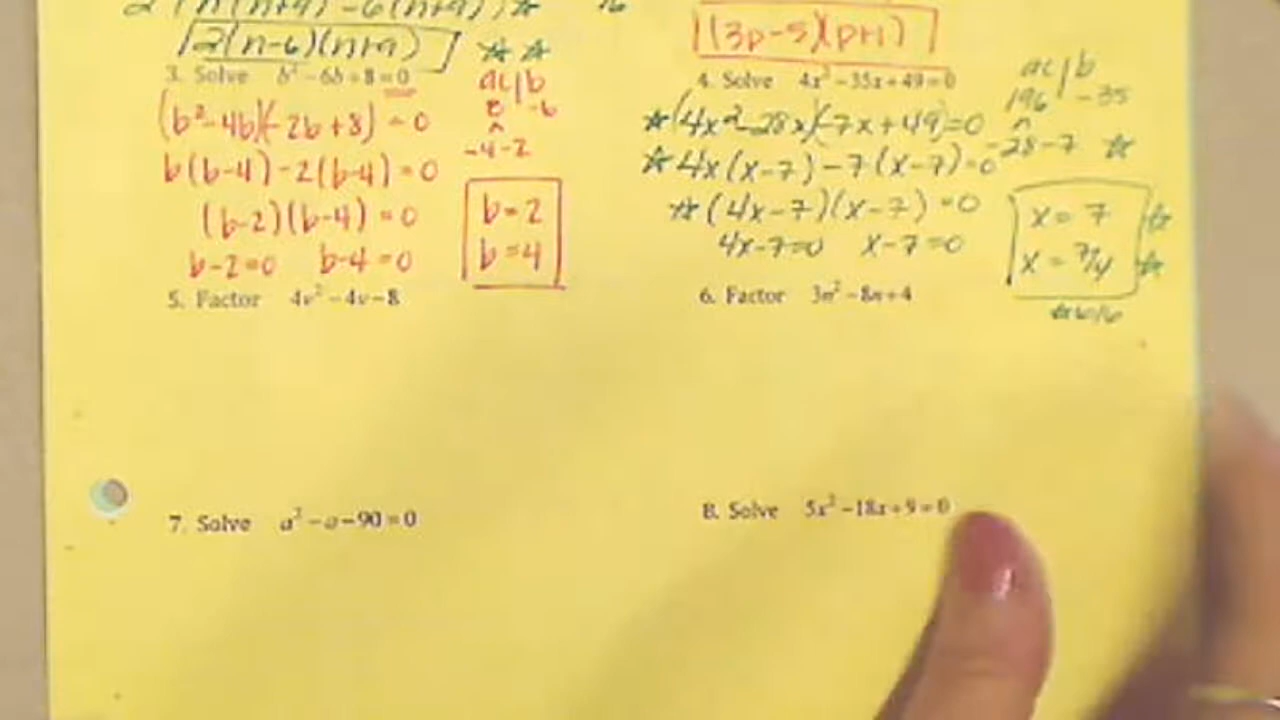 2(n(n+9) -6(n+9))☆
2(n-6)(n+9) ☆ ☆
3. Solve b² - 6b + 8 = 0
ac | b
8 -6
-4 -2
(b²-4b)(-2b+8) = 0
b(b-4) -2(b-4) = 0
(b-2)(b-4) = 0
b-2=0 b-4=0
b=2
b=4
(3p-5)(p+1)
4. Solve 4x² - 35x + 49 = 0
ac | b
196 -35
-28 -7 ☆
☆(4x²-28x)(-7x+49)=0
☆4x(x-7) -7(x-7)=0
☆(4x-7)(x-7) =0
4x-7=0 x-7=0
x = 7 ☆
x = 7/4 ☆
5. Factor 4v² - 4v - 8
6. Factor 3n² - 8n + 4
7. Solve a² - a - 90 = 0
8. Solve 5x² - 18x + 9 = 0